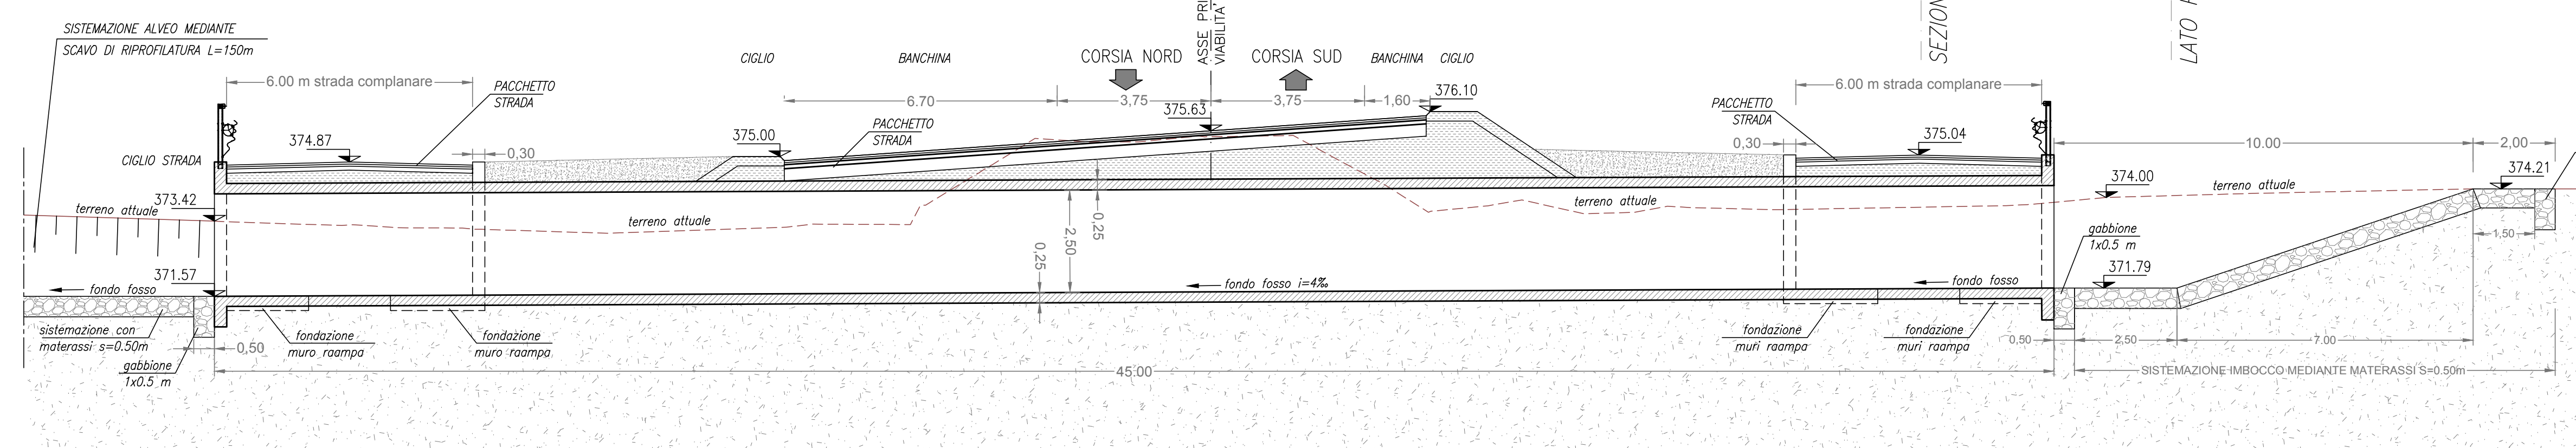 SISTEMAZIONE ALVEO MEDIANTE
SCAVO DI RIPROFILATURA L=150m
6.00 m strada complanare
PACCHETTO
STRADA
CIGLIO
BANCHINA
CORSIA NORD
ASSE PRI
VIABILITA'
CORSIA SUD
BANCHINA
CIGLIO
SEZION
LATO
6.70
3,75
3,75
1,60
375.63
376.10
6.00 m strada complanare
PACCHETTO
STRADA
PACCHETTO
STRADA
374.87
375.00
375.04
CIGLIO STRADA
0,30
0,30
10.00
2,00
373.42
terreno attuale
terreno attuale
terreno attuale
374.00
terreno attuale
374.21
0,25
2,50
0,25
gabbione
1x0.5 m
1,50
371.57
fondo fosso
fondo fosso i=4‰
fondo fosso
371.79
sistemazione con
materassi s=0.50m
fondazione
muro raampa
fondazione
muro raampa
fondazione
muri raampa
fondazione
muri raampa
0,50
0,50
2,50
7.00
gabbione
1x0.5 m
45.00
SISTEMAZIONE IMBOCCO MEDIANTE MATERASSI S=0.50m